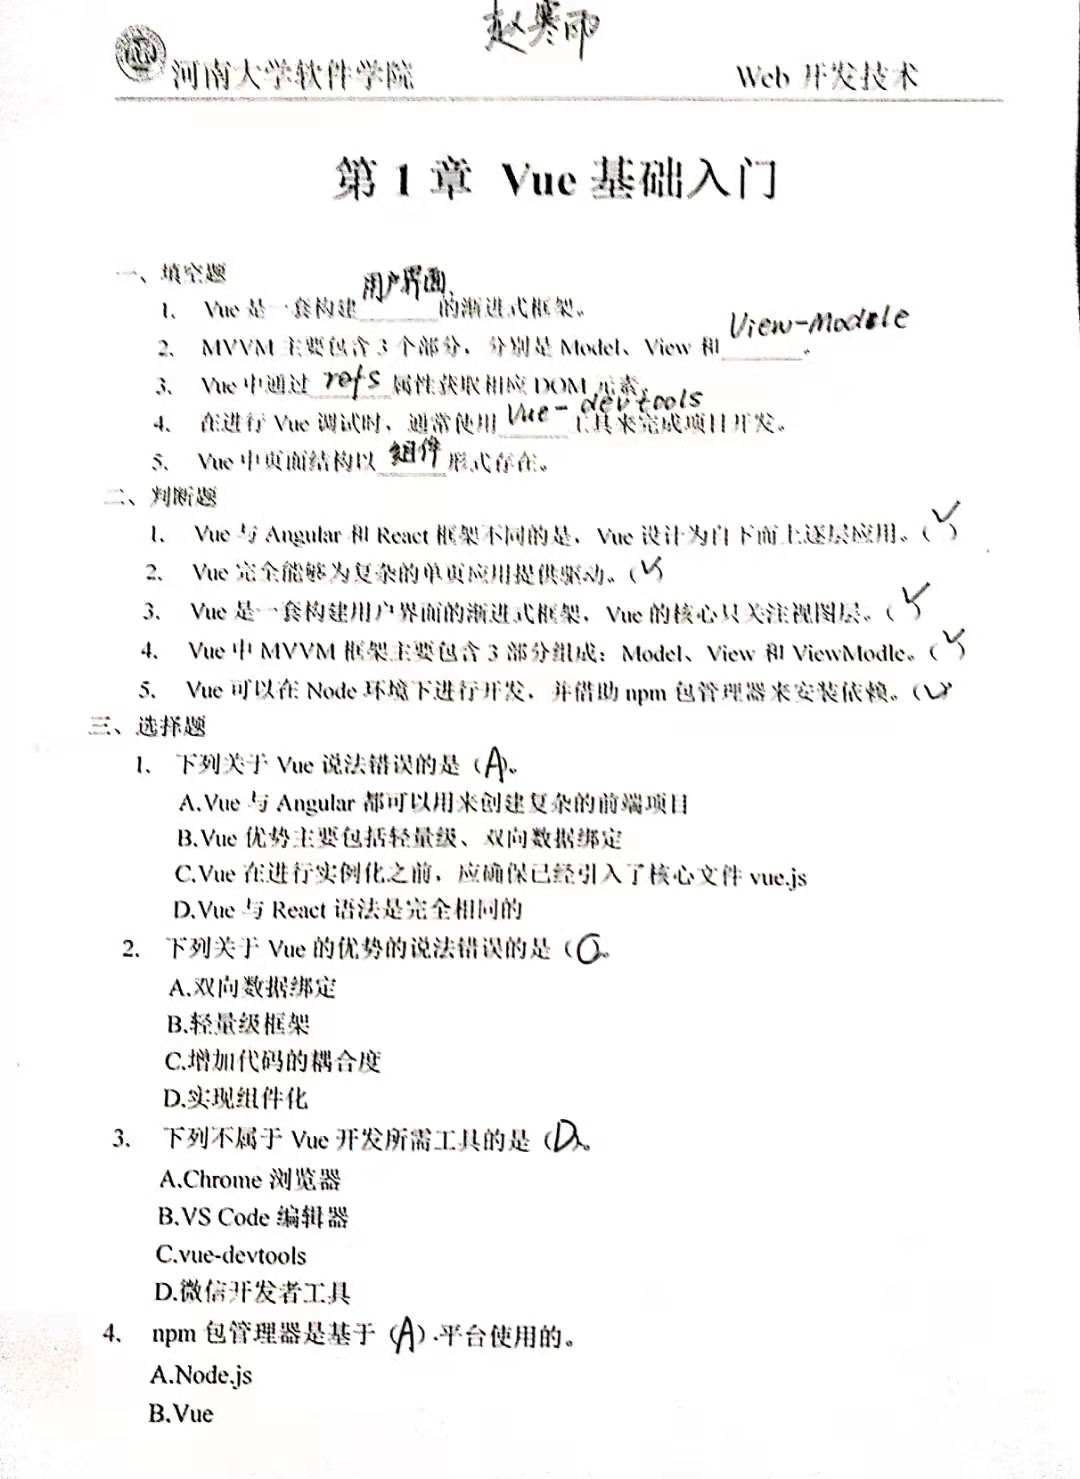 赵寒雨
河南大学软件学院 Web 开发技术
第 1 章 Vue 基础入门
一、填空题
1、 Vue 是一套构建 用户界面 的渐进式框架。
2、 MVVM 主要包含 3 个部分，分别是 Model、View 和 View-Modele 。
3、 Vue 中通过 refs 属性获取相应 DOM 元素。
4、 在进行 Vue 调试时，通常使用 Vue-devtools 工具来完成项目开发。
5、 Vue 中页面结构以 组件 形式存在。
二、判断题
1、 Vue 与 Angular 和 React 框架不同的是，Vue 设计为自下而上逐层应用。(✓)
2、 Vue 完全能够为复杂的单页应用提供驱动。(✓)
3、 Vue 是一套构建用户界面的渐进式框架，Vue 的核心只关注视图层。(✓)
4、 Vue 中 MVVM 框架主要包含 3 部分组成：Model、View 和 ViewModle。(✓)
5、 Vue 可以在 Node 环境下进行开发，并借助 npm 包管理器来安装依赖。(✓)
三、选择题
1、 下列关于 Vue 说法错误的是（A）。
A、Vue 与 Angular 都可以用来创建复杂的前端项目
B、Vue 优势主要包括轻量级、双向数据绑定
C、Vue 在进行实例化之前，应确保已经引入了核心文件 vue.js
D、Vue 与 React 语法是完全相同的
2、 下列关于 Vue 的优势的说法错误的是（C）。
A、双向数据绑定
B、轻量级框架
C、增加代码的耦合度
D、实现组件化
3、 下列不属于 Vue 开发所需工具的是（D）。
A、Chrome 浏览器
B、VS Code 编辑器
C、vue-devtools
D、微信开发者工具
4、 npm 包管理器是基于（A）平台使用的。
A、Node.js
B、Vue